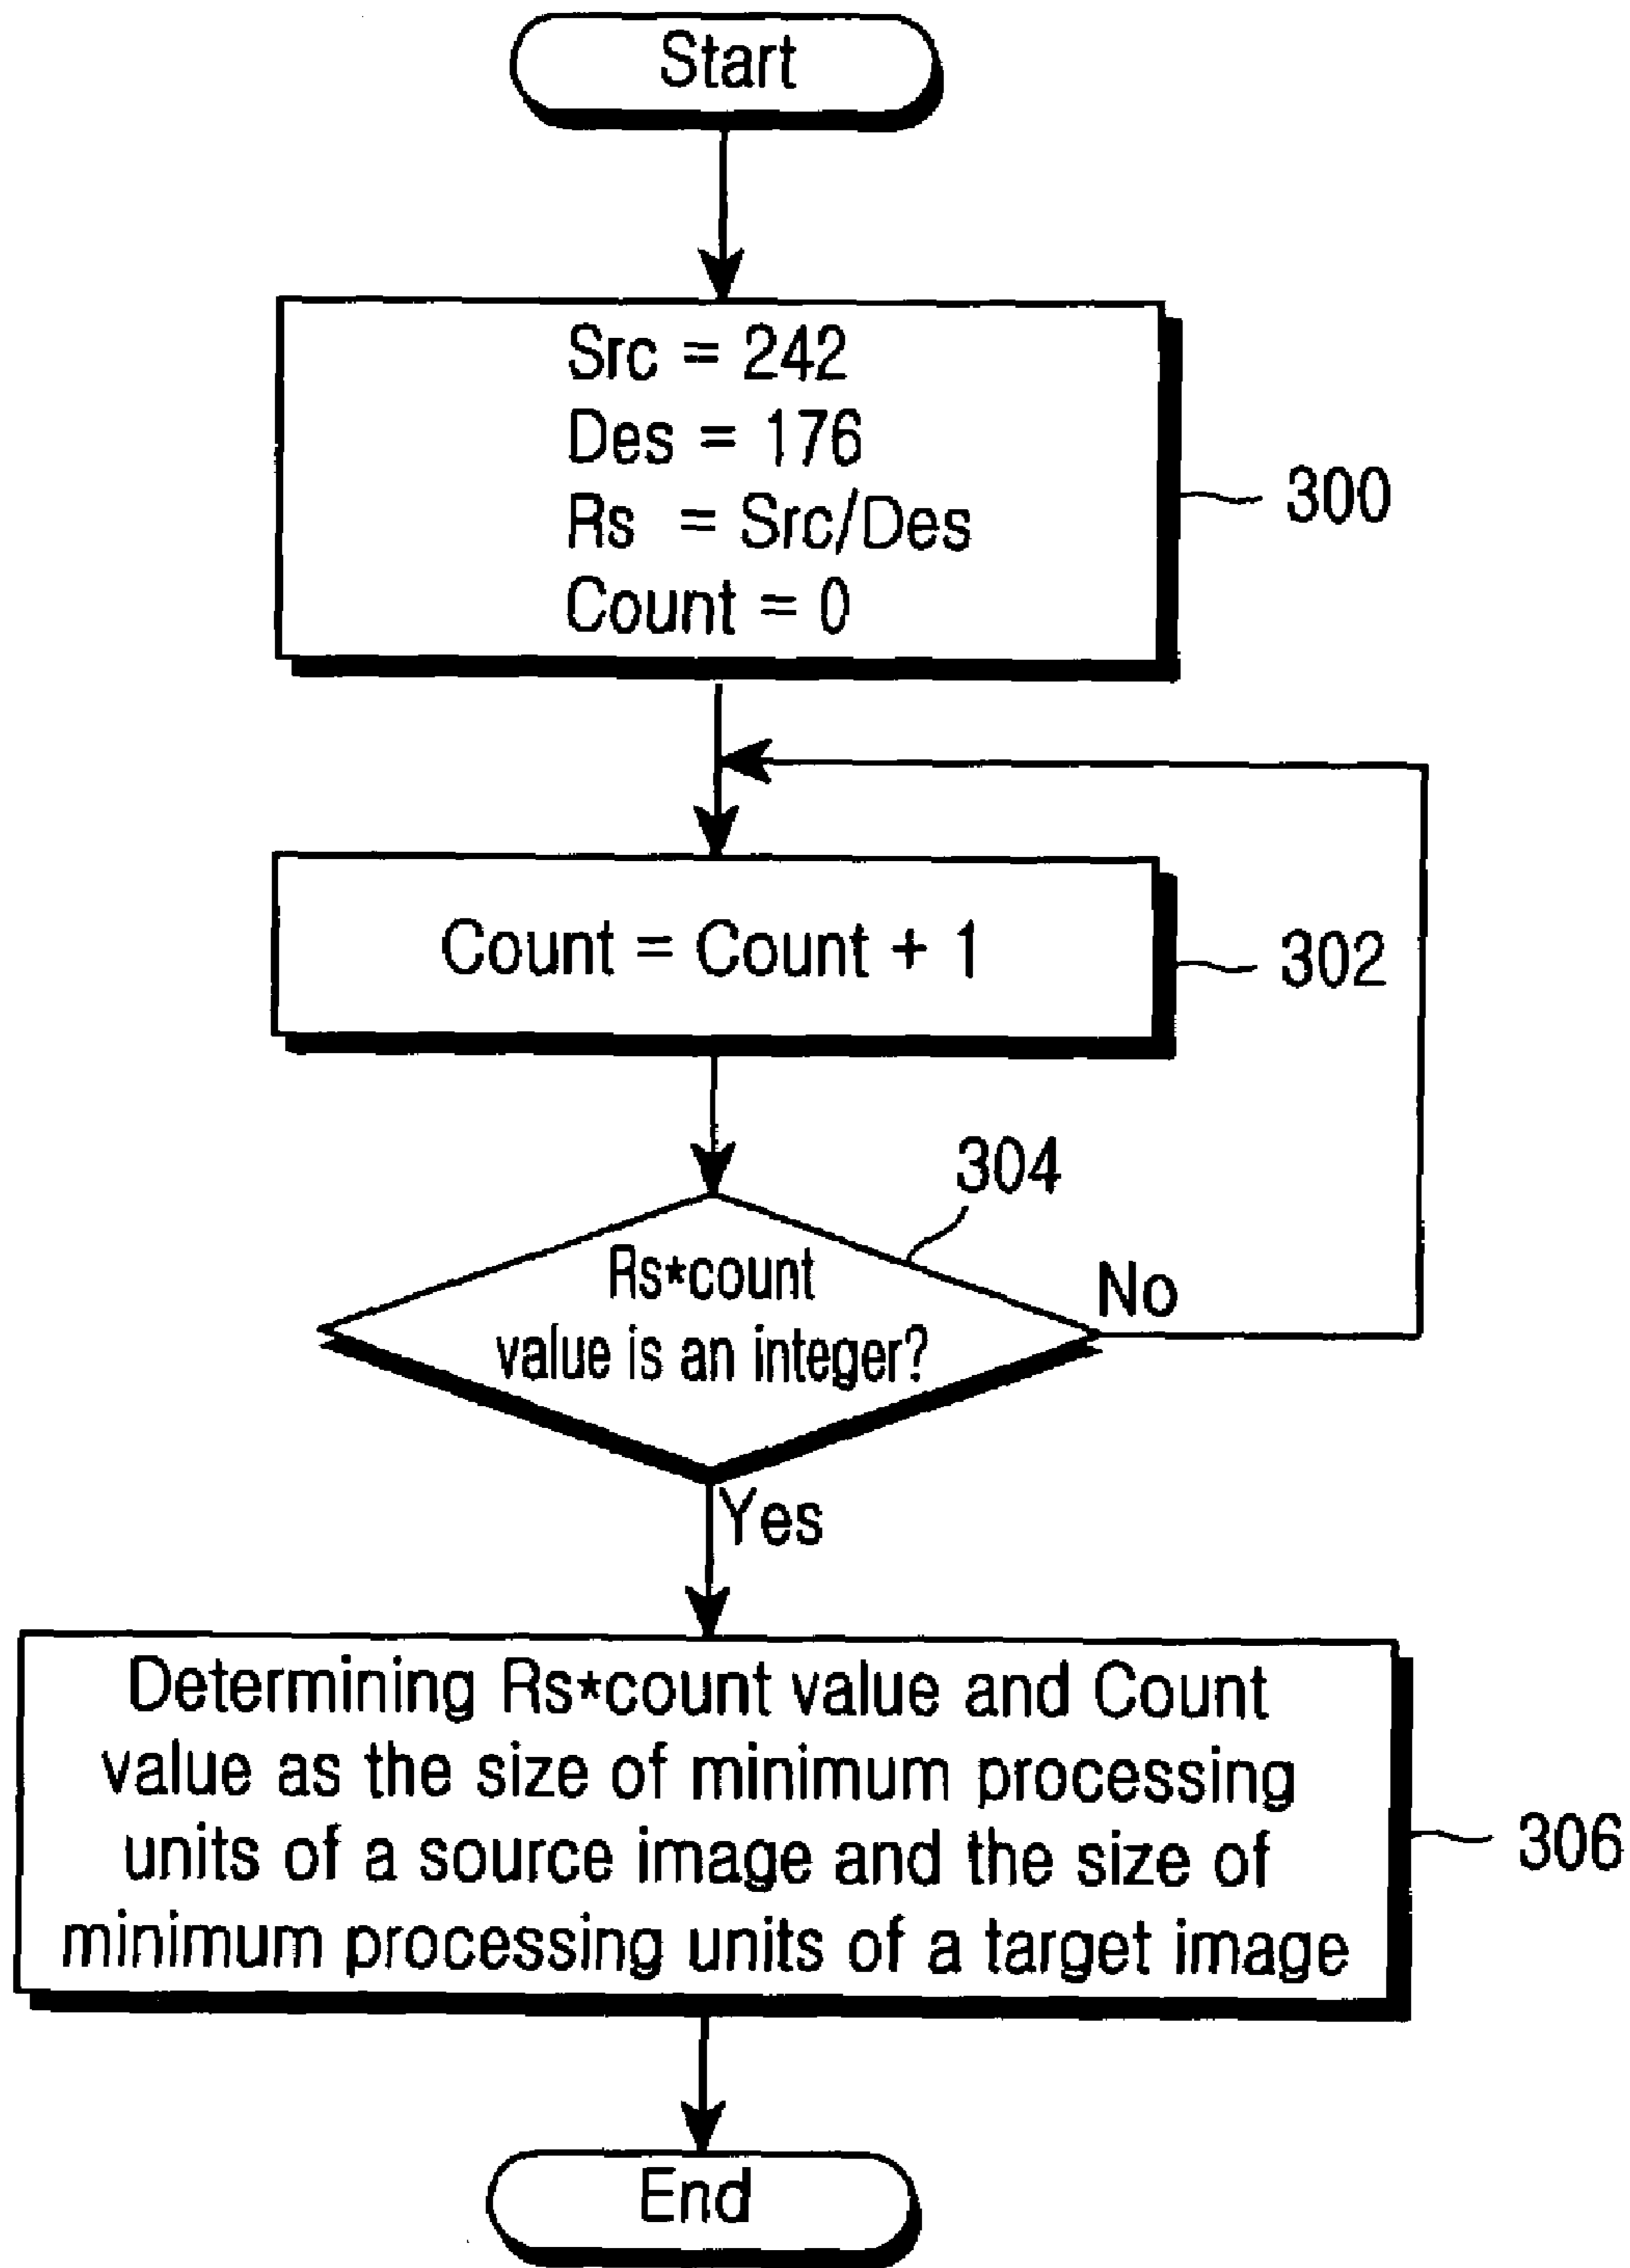 Start
Src = 242
Des = 176
Rs = Src/Des
Count = 0
300
Count = Count + 1
302
304
Rs*count
value is an integer?
No
Yes
Determining Rs*count value and Count
value as the size of minimum processing
units of a source image and the size of
minimum processing units of a target image
306
End